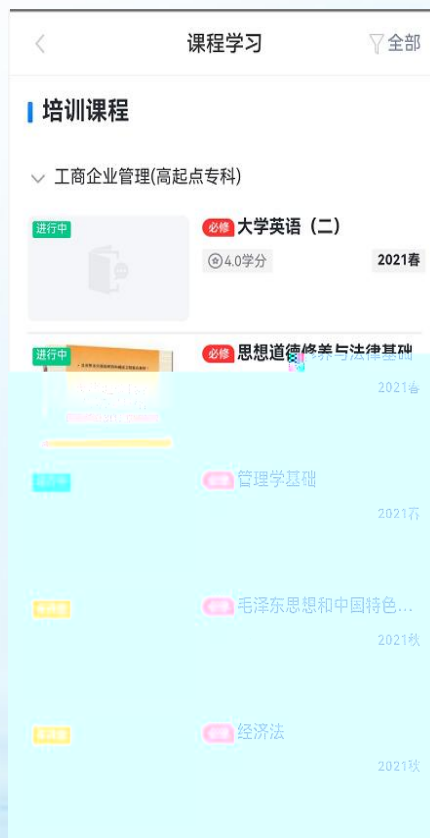 课程学习
全部
培训课程
工商企业管理(高起点专科)
进行中
必修 大学英语（二）
4.0学分
2021春
进行中
必修 思想道德修养与法律基础
2021春
进行中
必修 管理学基础
2021春
必修 毛泽东思想和中国特色...
2021秋
必修 经济法
2021秋